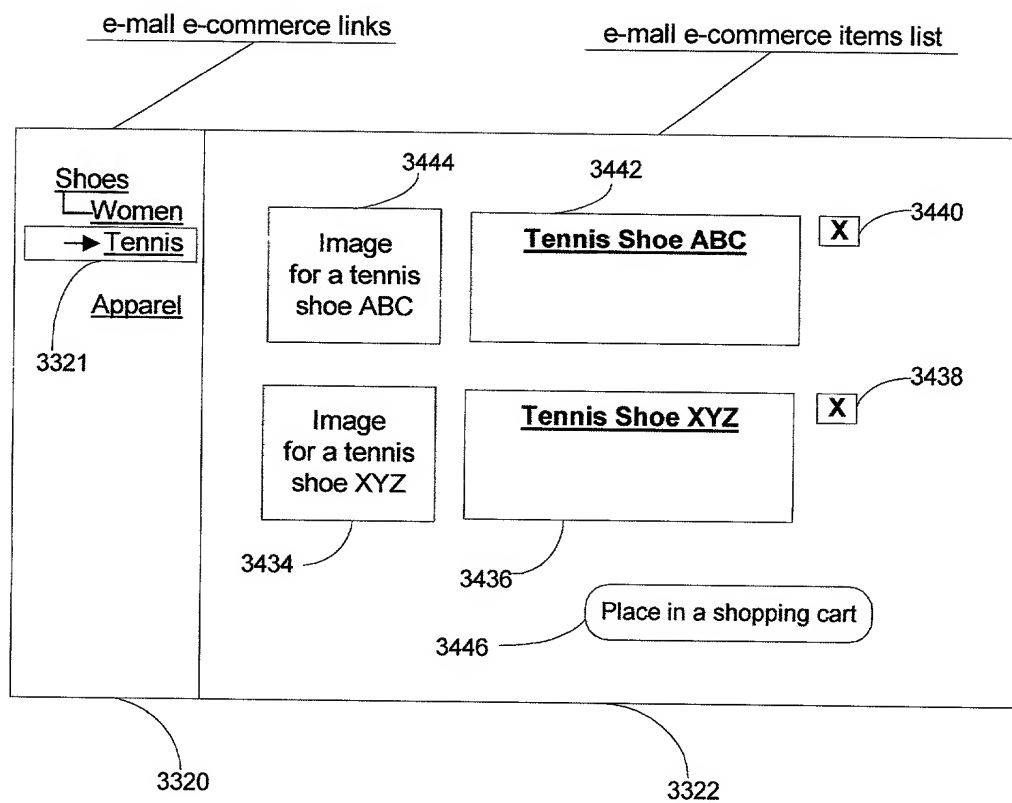 e-mall e-commerce links
e-mall e-commerce items list
3444
3442
3440
Shoes
Women
Tennis
Apparel
3321
Image
for a tennis
shoe ABC
Tennis Shoe ABC
X
3438
Image
for a tennis
shoe XYZ
Tennis Shoe XYZ
X
3434
3436
Place in a shopping cart
3446
3320
3322